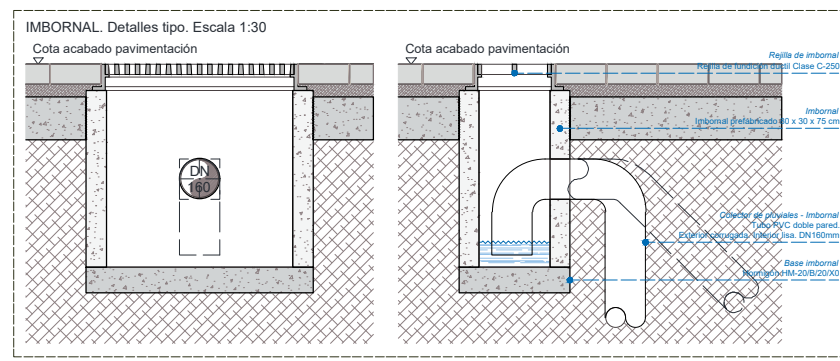 IMBORNAL. Detalles tipo. Escala 1:30
Cota acabado pavimentación
Cota acabado pavimentación
Rejilla de imbornal
Rejilla de fundición dúctil Clase C-250
Imbornal
Imbornal prefabricado 80 x 30 x 75 cm
DN
160
Colector de pluviales - Imbornal
Tubo PVC doble pared.
Exterior corrugada. Interior lisa. DN160mm
Base imbornal
Hormigón HM-20/B/20/X0